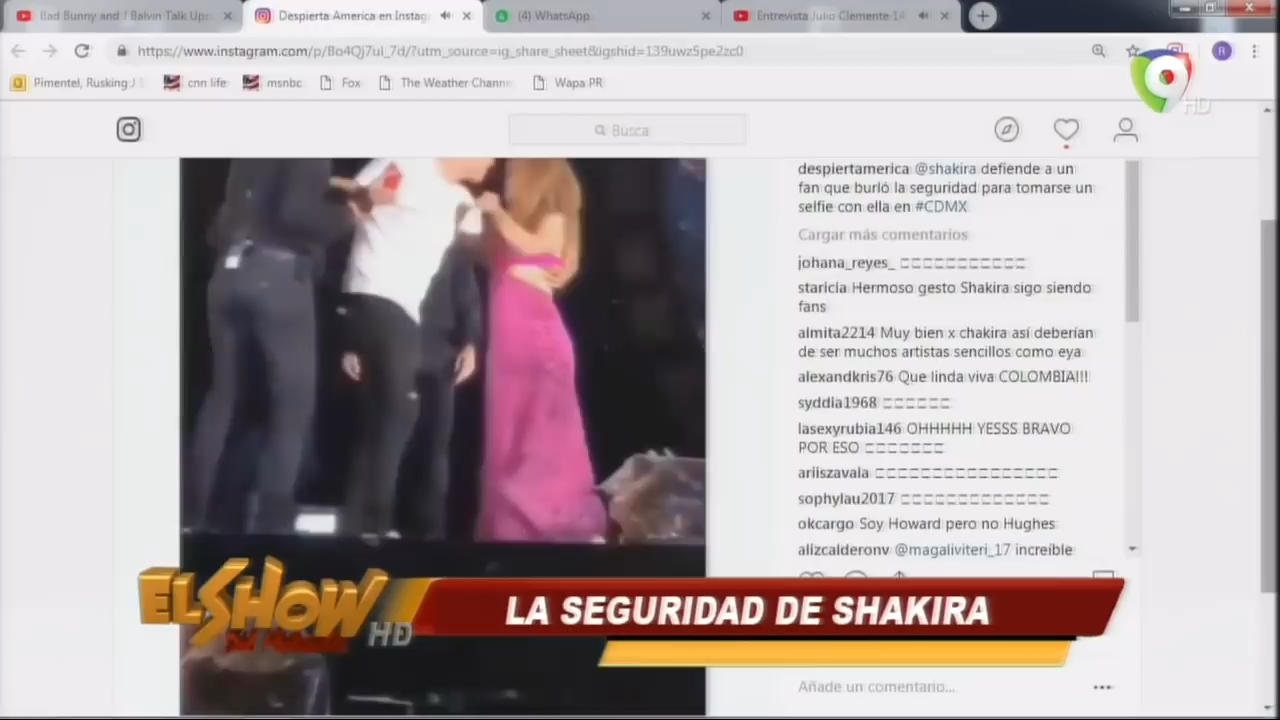 Bad Bunny and J Balvin Talk Upr
Despierta America en Instag
(4) WhatsApp
Entrevista Julio Clemente 14
https://www.instagram.com/p/Bo4Qj7ul_7d/?utm_source=ig_share_sheet&igshid=139uwz5pe2zc0
R
Pimentel, Rusking J
cnn life
msnbc
Fox
The Weather Chann
Wapa PR
9
HD
Busca
despiertamerica @shakira defiende a un
fan que burló la seguridad para tomarse un
selfie con ella en #CDMX
Cargar más comentarios
johana_reyes_
staricia Hermoso gesto Shakira sigo siendo
fans
almita2214 Muy bien x chakira así deberían
de ser muchos artistas sencillos como eya
alexandkris76 Que linda viva COLOMBIA!!!
syddia1968
lasexyrubia146 OHHHHH YESSS BRAVO
POR ESO
ariiszavala
sophylau2017
okcargo Soy Howard pero no Hughes
alizcalderonv @magaliviteri_17 increíble
EL SHOW
HD
LA SEGURIDAD DE SHAKIRA
Añade un comentario...